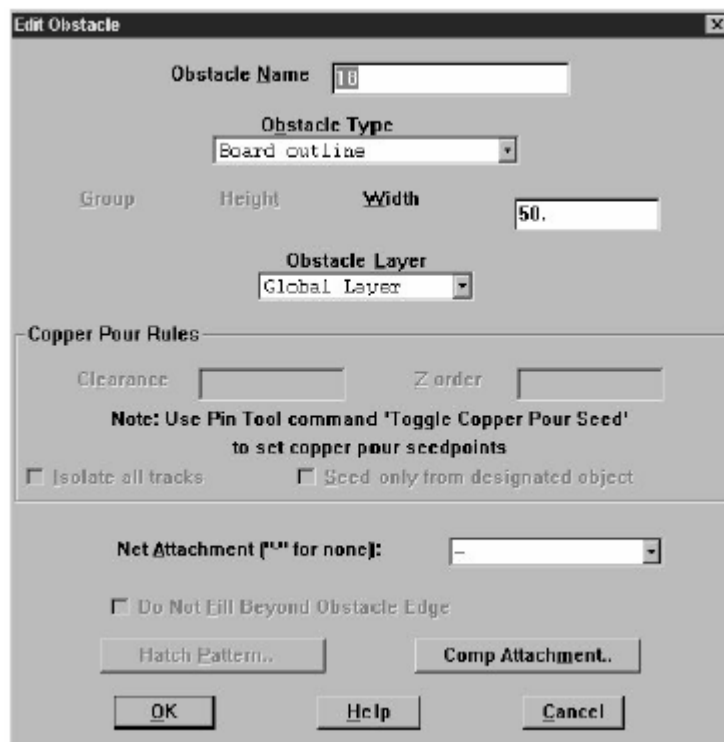 Edit Obstacle
Obstacle Name 18
Obstacle Type
Board outline
Group Height Width 50.
Obstacle Layer
Global Layer
Copper Pour Rules
Clearance Z order
Note: Use Pin Tool command 'Toggle Copper Pour Seed'
to set copper pour seedpoints
Isolate all tracks Seed only from designated object
Net Attachment ("-" for none): -
Do Not Fill Beyond Obstacle Edge
Hatch Pattern.. Comp Attachment..
OK Help Cancel